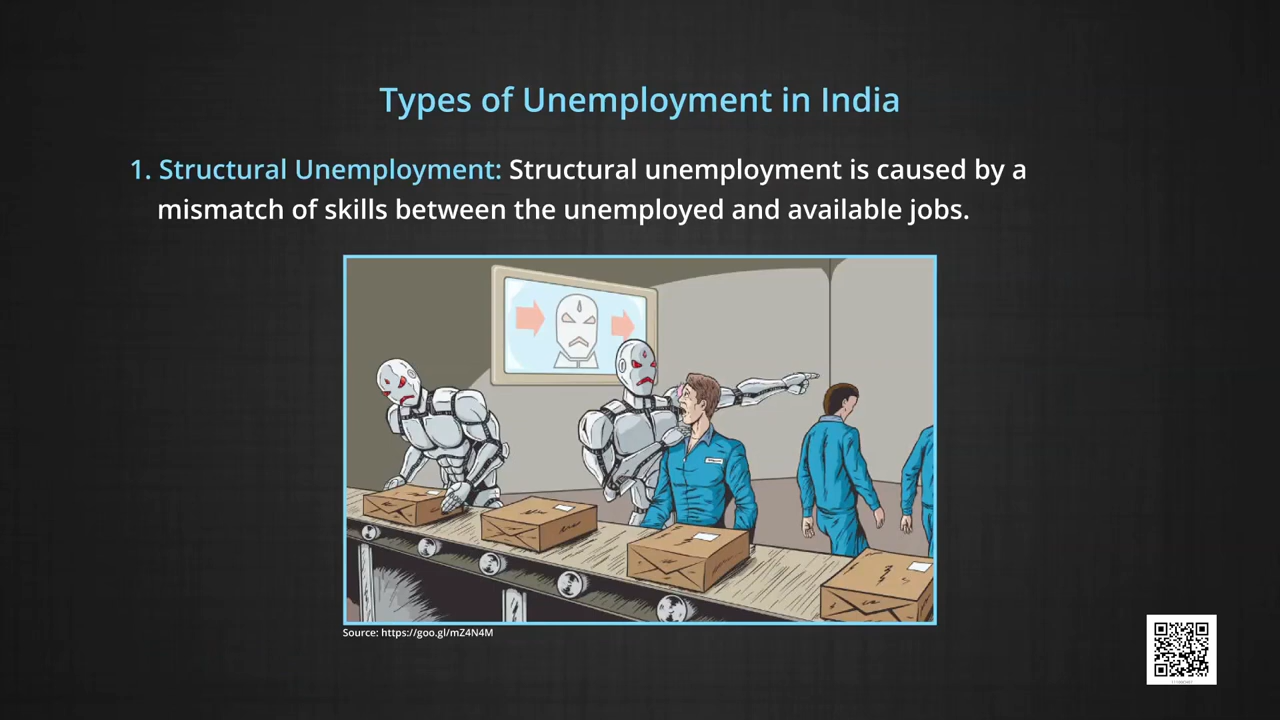 Types of Unemployment in India
1. Structural Unemployment: Structural unemployment is caused by a
mismatch of skills between the unemployed and available jobs.
Source: https://goo.gl/mZ4N4M